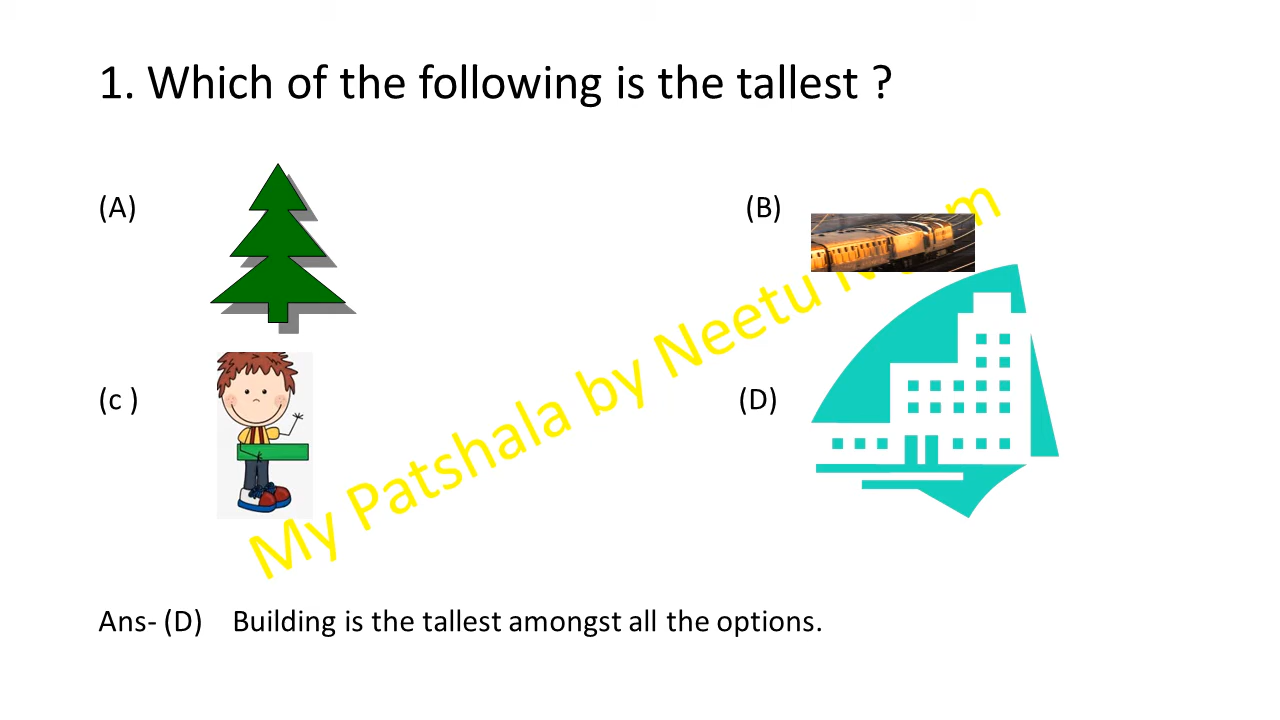 1. Which of the following is the tallest ?
(A)
(B)
(c )
(D)
My Patshala by Neetu
Ans- (D) Building is the tallest amongst all the options.